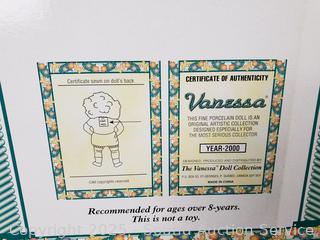 Certificate sewn on doll's back
©All copyrights reserved
CERTIFICATE OF AUTHENTICITY
Vanessa
THIS FINE PORCELAIN DOLL IS AN
ORIGINAL ARTISTIC COLLECTION
DESIGNED ESPECIALLY FOR
THE MOST SERIOUS COLLECTOR
YEAR-2000
DESIGNED, PRODUCED AND DISTRIBUTED BY
The Vanessa Doll Collection
MADE IN CHINA
Recommended for ages over 8-years.
This is not a toy.